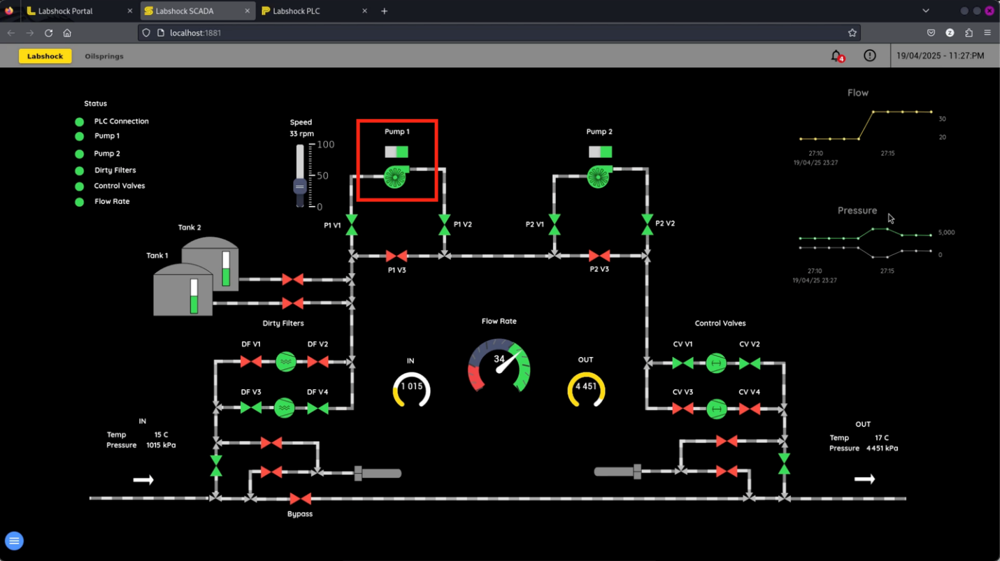 Labshock Portal
Labshock SCADA
Labshock PLC
localhost:1881
Labshock
Oilsprings
4
19/04/2025 - 11:27:PM
Status
PLC Connection
Pump 1
Pump 2
Dirty Filters
Control Valves
Flow Rate
Speed
33 rpm
100
50
0
Pump 1
Pump 2
Flow
30
20
27:10
27:15
19/04/25 23:27
Pressure
5,000
0
27:10
27:15
19/04/25 23:27
P1 V1
P1 V2
P1 V3
P2 V1
P2 V2
P2 V3
Tank 2
Tank 1
Dirty Filters
DF V1
DF V2
DF V3
DF V4
Flow Rate
34
IN
1 015
OUT
4 451
Control Valves
CV V1
CV V2
CV V3
CV V4
IN
Temp 15 C
Pressure 1015 kPa
OUT
Temp 17 C
Pressure 4451 kPa
Bypass